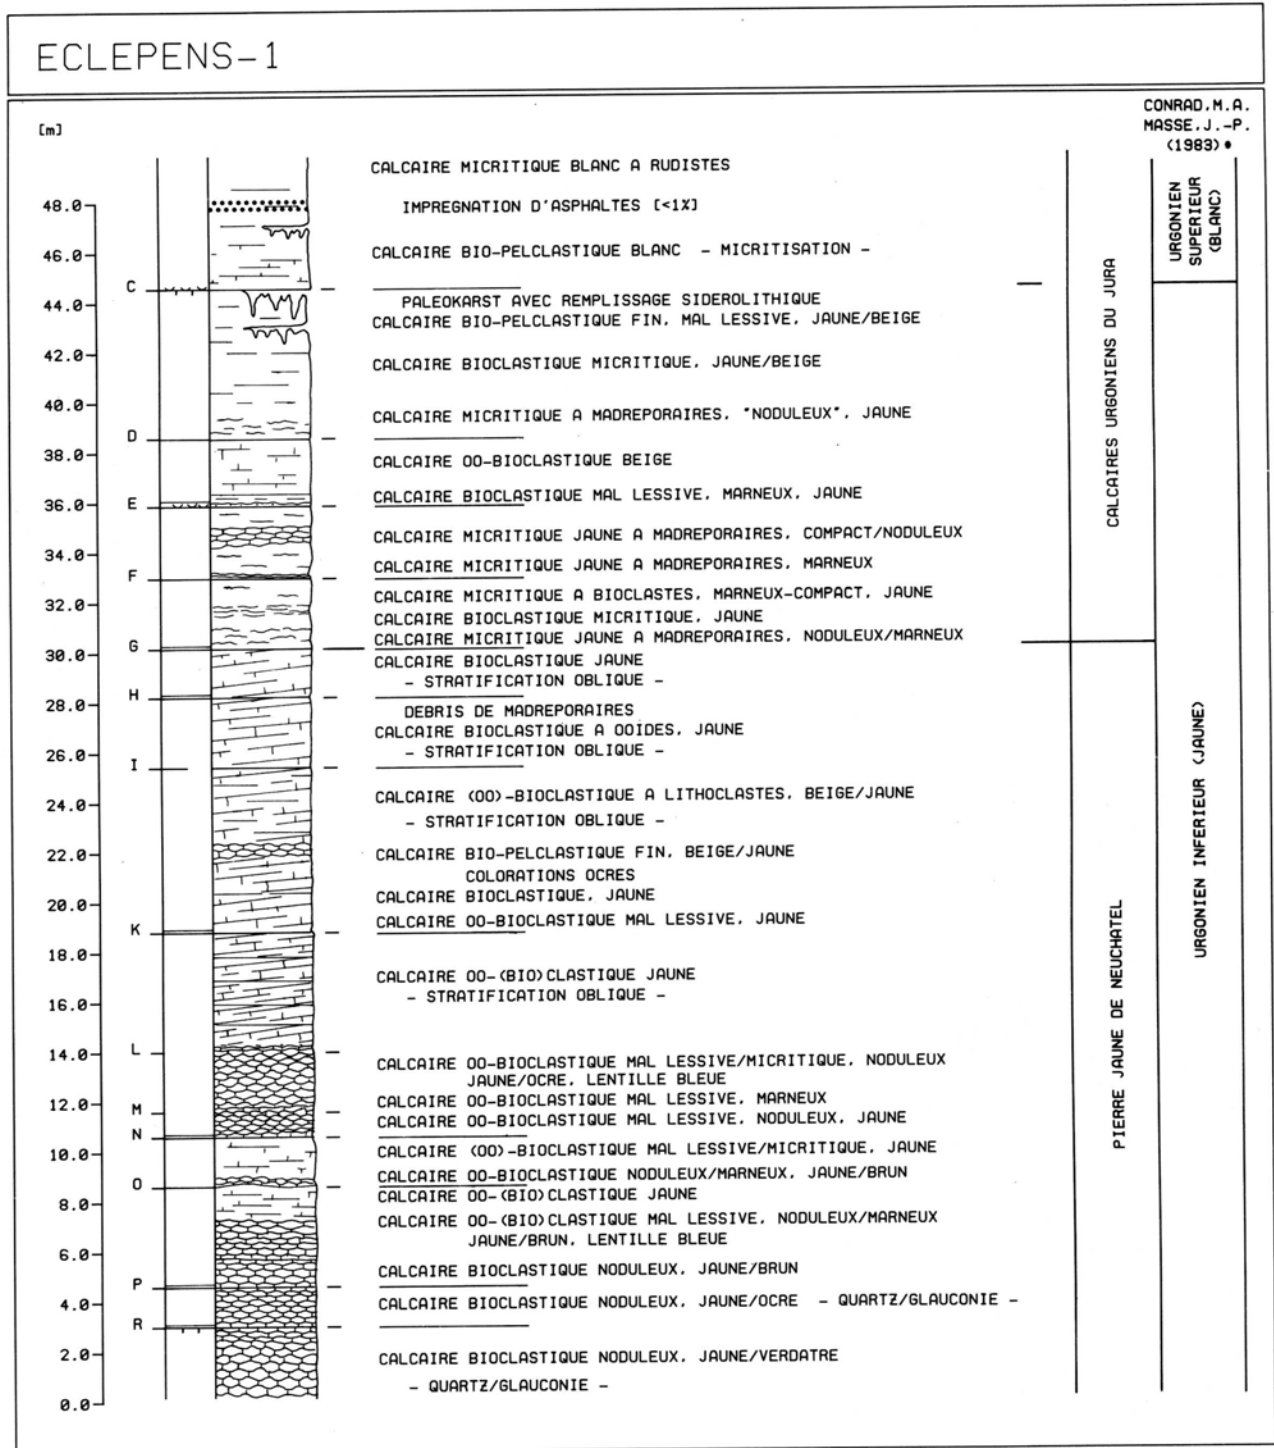 ECLEPENS-1
[m]
CONRAD.M.A.
MASSE.J.-P.
(1983)•
CALCAIRE MICRITIQUE BLANC A RUDISTES
48.0
IMPREGNATION D'ASPHALTES [<1%]
URGONIEN
SUPERIEUR
(BLANC)
46.0
CALCAIRE BIO-PELCLASTIQUE BLANC - MICRITISATION -
C
PALEOKARST AVEC REMPLISSAGE SIDEROLITHIQUE
44.0
CALCAIRE BIO-PELCLASTIQUE FIN. MAL LESSIVE. JAUNE/BEIGE
42.0
CALCAIRE BIOCLASTIQUE MICRITIQUE. JAUNE/BEIGE
CALCAIRES URGONIENS DU JURA
40.0
CALCAIRE MICRITIQUE A MADREPORAIRES. "NODULEUX". JAUNE
D
38.0
CALCAIRE OO-BIOCLASTIQUE BEIGE
CALCAIRE BIOCLASTIQUE MAL LESSIVE. MARNEUX. JAUNE
36.0
E
CALCAIRE MICRITIQUE JAUNE A MADREPORAIRES. COMPACT/NODULEUX
34.0
CALCAIRE MICRITIQUE JAUNE A MADREPORAIRES. MARNEUX
F
CALCAIRE MICRITIQUE A BIOCLASTES. MARNEUX-COMPACT. JAUNE
32.0
CALCAIRE BIOCLASTIQUE MICRITIQUE. JAUNE
CALCAIRE MICRITIQUE JAUNE A MADREPORAIRES. NODULEUX/MARNEUX
G
30.0
CALCAIRE BIOCLASTIQUE JAUNE
- STRATIFICATION OBLIQUE -
H
28.0
DEBRIS DE MADREPORAIRES
CALCAIRE BIOCLASTIQUE A OOIDES. JAUNE
- STRATIFICATION OBLIQUE -
26.0
I
URGONIEN INFERIEUR (JAUNE)
24.0
CALCAIRE (OO)-BIOCLASTIQUE A LITHOCLASTES. BEIGE/JAUNE
- STRATIFICATION OBLIQUE -
22.0
CALCAIRE BIO-PELCLASTIQUE FIN. BEIGE/JAUNE
COLORATIONS OCRES
CALCAIRE BIOCLASTIQUE. JAUNE
20.0
CALCAIRE OO-BIOCLASTIQUE MAL LESSIVE. JAUNE
K
18.0
CALCAIRE OO-(BIO)CLASTIQUE JAUNE
- STRATIFICATION OBLIQUE -
16.0
PIERRE JAUNE DE NEUCHATEL
L
14.0
CALCAIRE OO-BIOCLASTIQUE MAL LESSIVE/MICRITIQUE. NODULEUX
JAUNE/OCRE. LENTILLE BLEUE
12.0
CALCAIRE OO-BIOCLASTIQUE MAL LESSIVE. MARNEUX
M
CALCAIRE OO-BIOCLASTIQUE MAL LESSIVE. NODULEUX. JAUNE
N
10.0
CALCAIRE (OO)-BIOCLASTIQUE MAL LESSIVE/MICRITIQUE. JAUNE
CALCAIRE OO-BIOCLASTIQUE NODULEUX/MARNEUX. JAUNE/BRUN
O
CALCAIRE OO-(BIO)CLASTIQUE JAUNE
8.0
CALCAIRE OO-(BIO)CLASTIQUE MAL LESSIVE. NODULEUX/MARNEUX
JAUNE/BRUN. LENTILLE BLEUE
6.0
CALCAIRE BIOCLASTIQUE NODULEUX. JAUNE/BRUN
P
4.0
CALCAIRE BIOCLASTIQUE NODULEUX. JAUNE/OCRE - QUARTZ/GLAUCONIE -
R
2.0
CALCAIRE BIOCLASTIQUE NODULEUX. JAUNE/VERDATRE
- QUARTZ/GLAUCONIE -
0.0